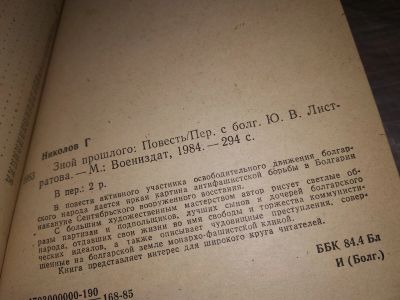 Николов Г
Зной прошлого: Повесть/Пер. с болг. Ю. В. Лист-
ратова. — М.: Воениздат, 1984. — 294 с.
В пер.: 2 р.
В повести активного участника освободительного движения болгар-
ского народа дается яркая картина антифашистской борьбы в Болгарии
накануне Сентябрьского вооруженного восстания.
С большим художественным мастерством автор рисует светлые об-
разы партизан и подпольщиков, лучших сынов и дочерей болгарского
народа, отдавших свои жизни во имя свободы и торжества коммунисти-
ческих идеалов, а также описывает чудовищные преступления, совер-
шенные на болгарской земле монархо-фашистской кликой.
Книга представляет интерес для широкого круга читателей.
ББК 84.4 Бл
И (Болг.)
000000-190
168-85